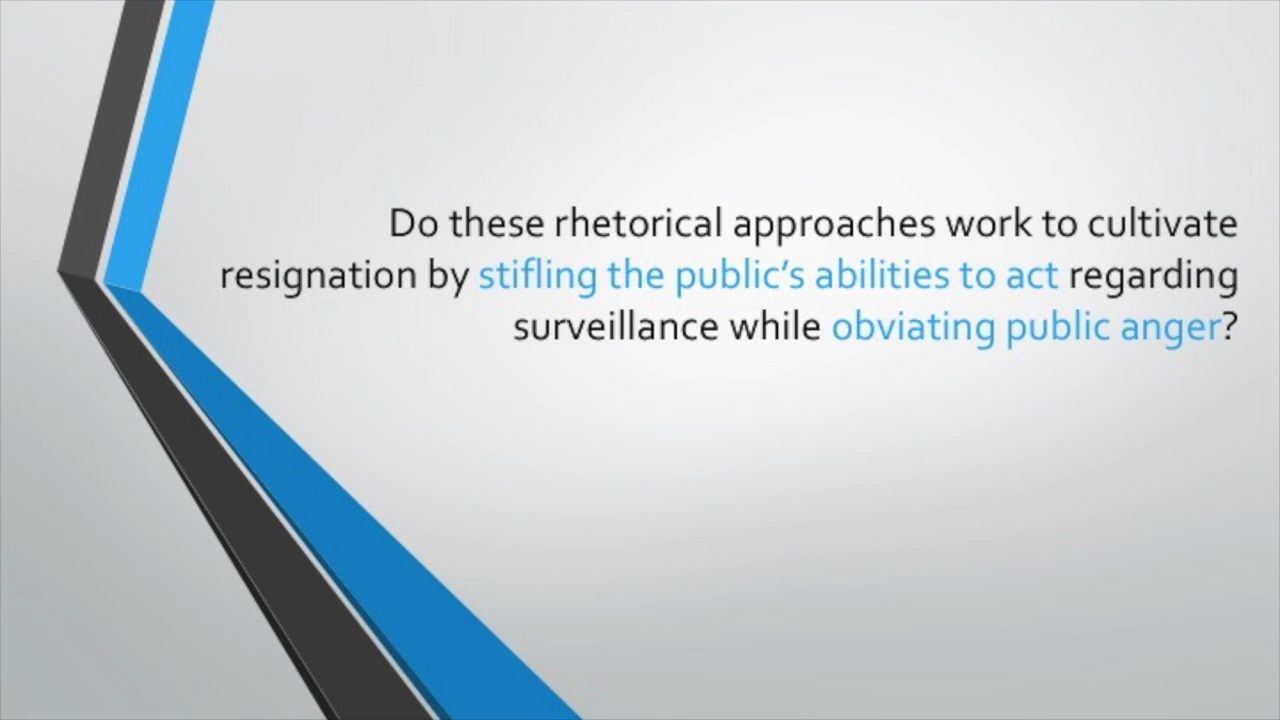 Do these rhetorical approaches work to cultivate
resignation by stifling the public’s abilities to act regarding
surveillance while obviating public anger?